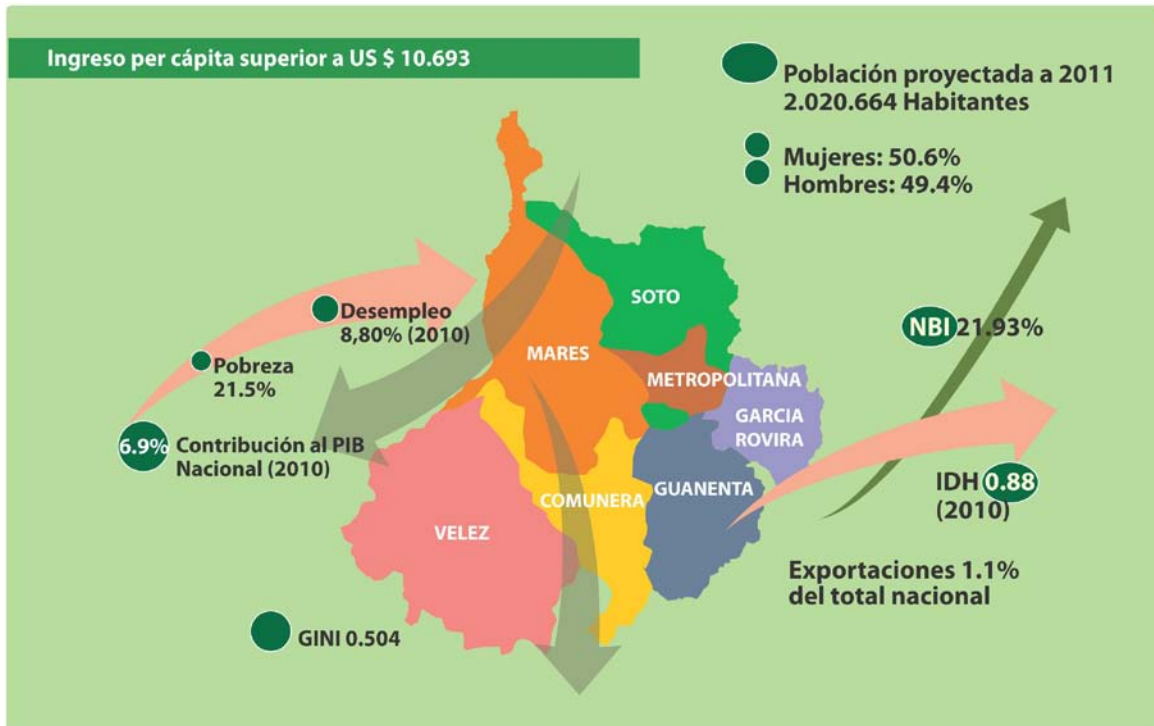 Ingreso per cápita superior a US $ 10.693
Población proyectada a 2011
2.020.664 Habitantes
Mujeres: 50.6%
Hombres: 49.4%
SOTO
Desempleo
8,80% (2010)
NBI 21.93%
MARES
Pobreza
21.5%
METROPOLITANA
GARCIA
ROVIRA
6.9% Contribución al PIB
Nacional (2010)
COMUNERA
GUANENTA
IDH 0.88
(2010)
VELEZ
Exportaciones 1.1%
del total nacional
GINI 0.504